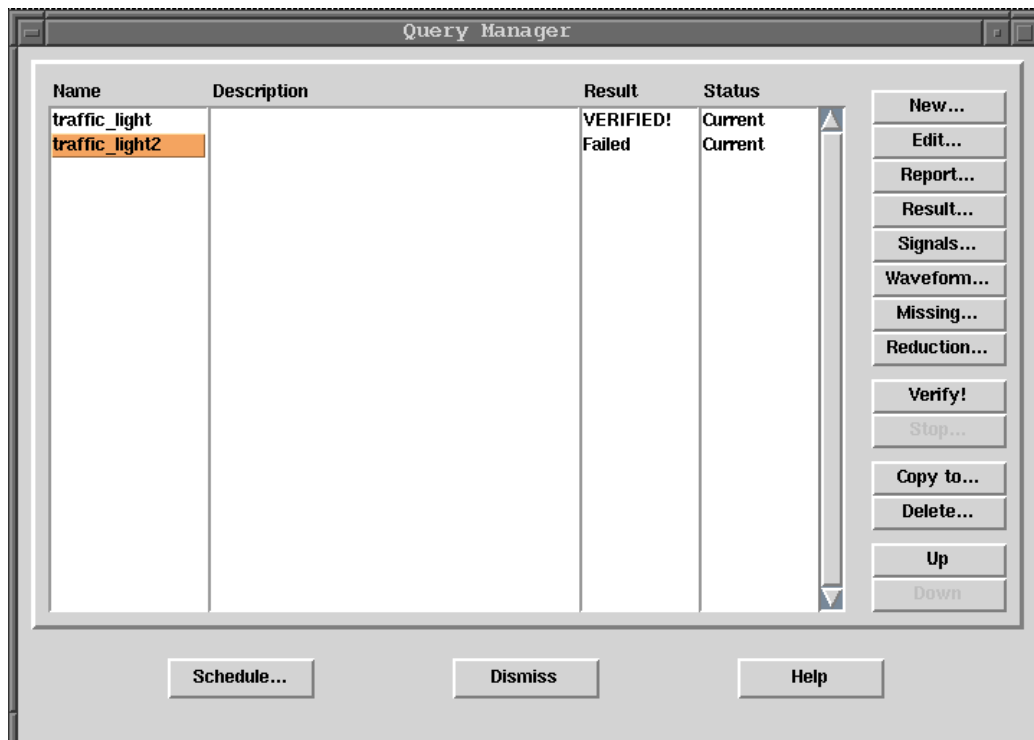 Query Manager
Name Description Result Status
traffic_light VERIFIED! Current
traffic_light2 Failed Current
New...
Edit...
Report...
Result...
Signals...
Waveform...
Missing...
Reduction...
Verify!
Stop...
Copy to...
Delete...
Up
Down
Schedule... Dismiss Help